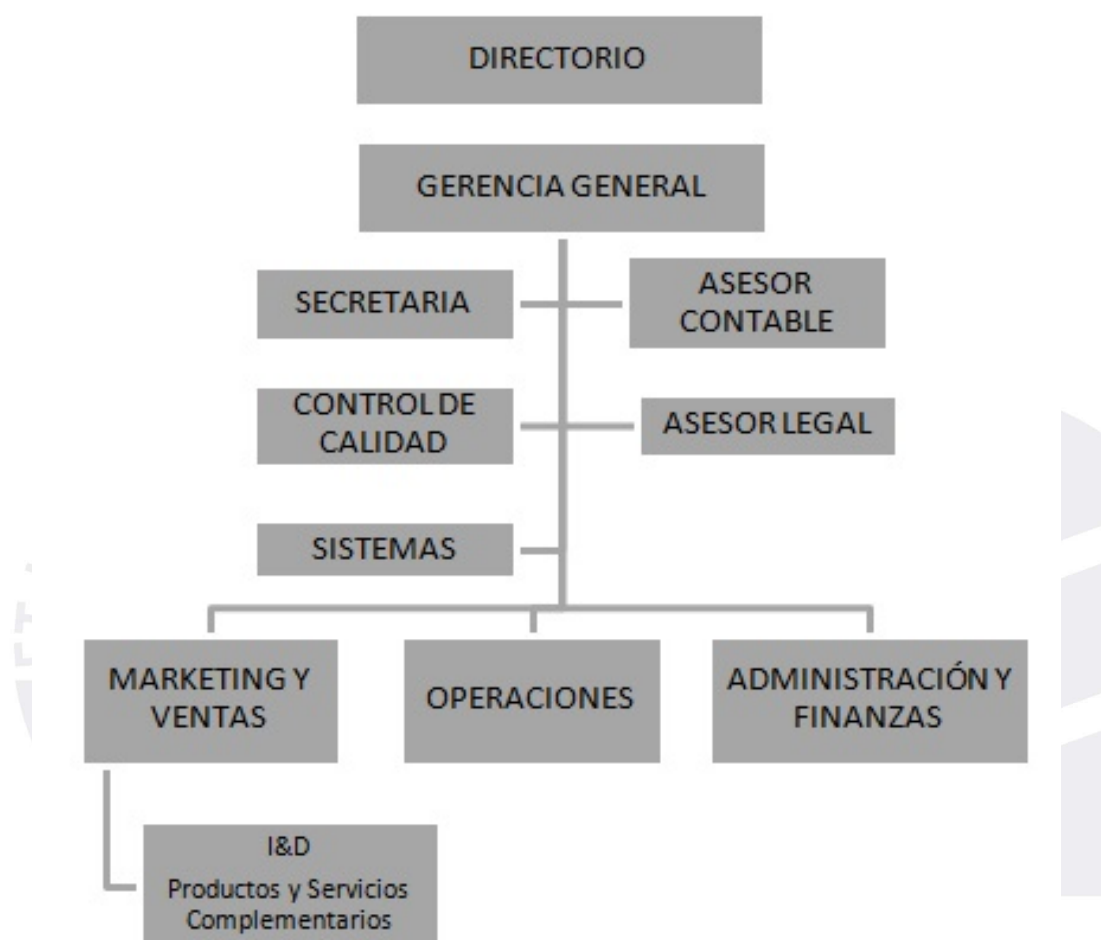 DIRECTORIO
GERENCIA GENERAL
SECRETARIA
ASESOR
CONTABLE
CONTROL DE
CALIDAD
ASESOR LEGAL
SISTEMAS
MARKETING Y
VENTAS
OPERACIONES
ADMINISTRACIÓN Y
FINANZAS
I&D
Productos y Servicios
Complementarios